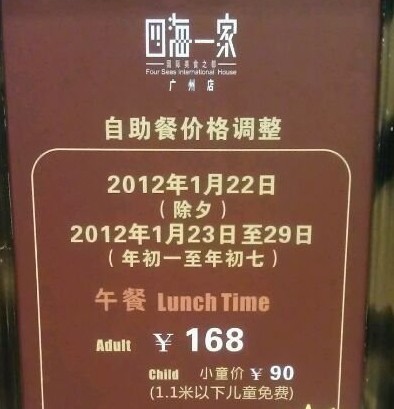 四海一家
国际美食之都
Four Seas International House
广州店
自助餐价格调整
2012年1月22日
（除夕）
2012年1月23日至29日
（年初一至年初七）
午餐 Lunch Time
Adult ￥ 168
Child 小童价 ￥ 90
(1.1米以下儿童免费)